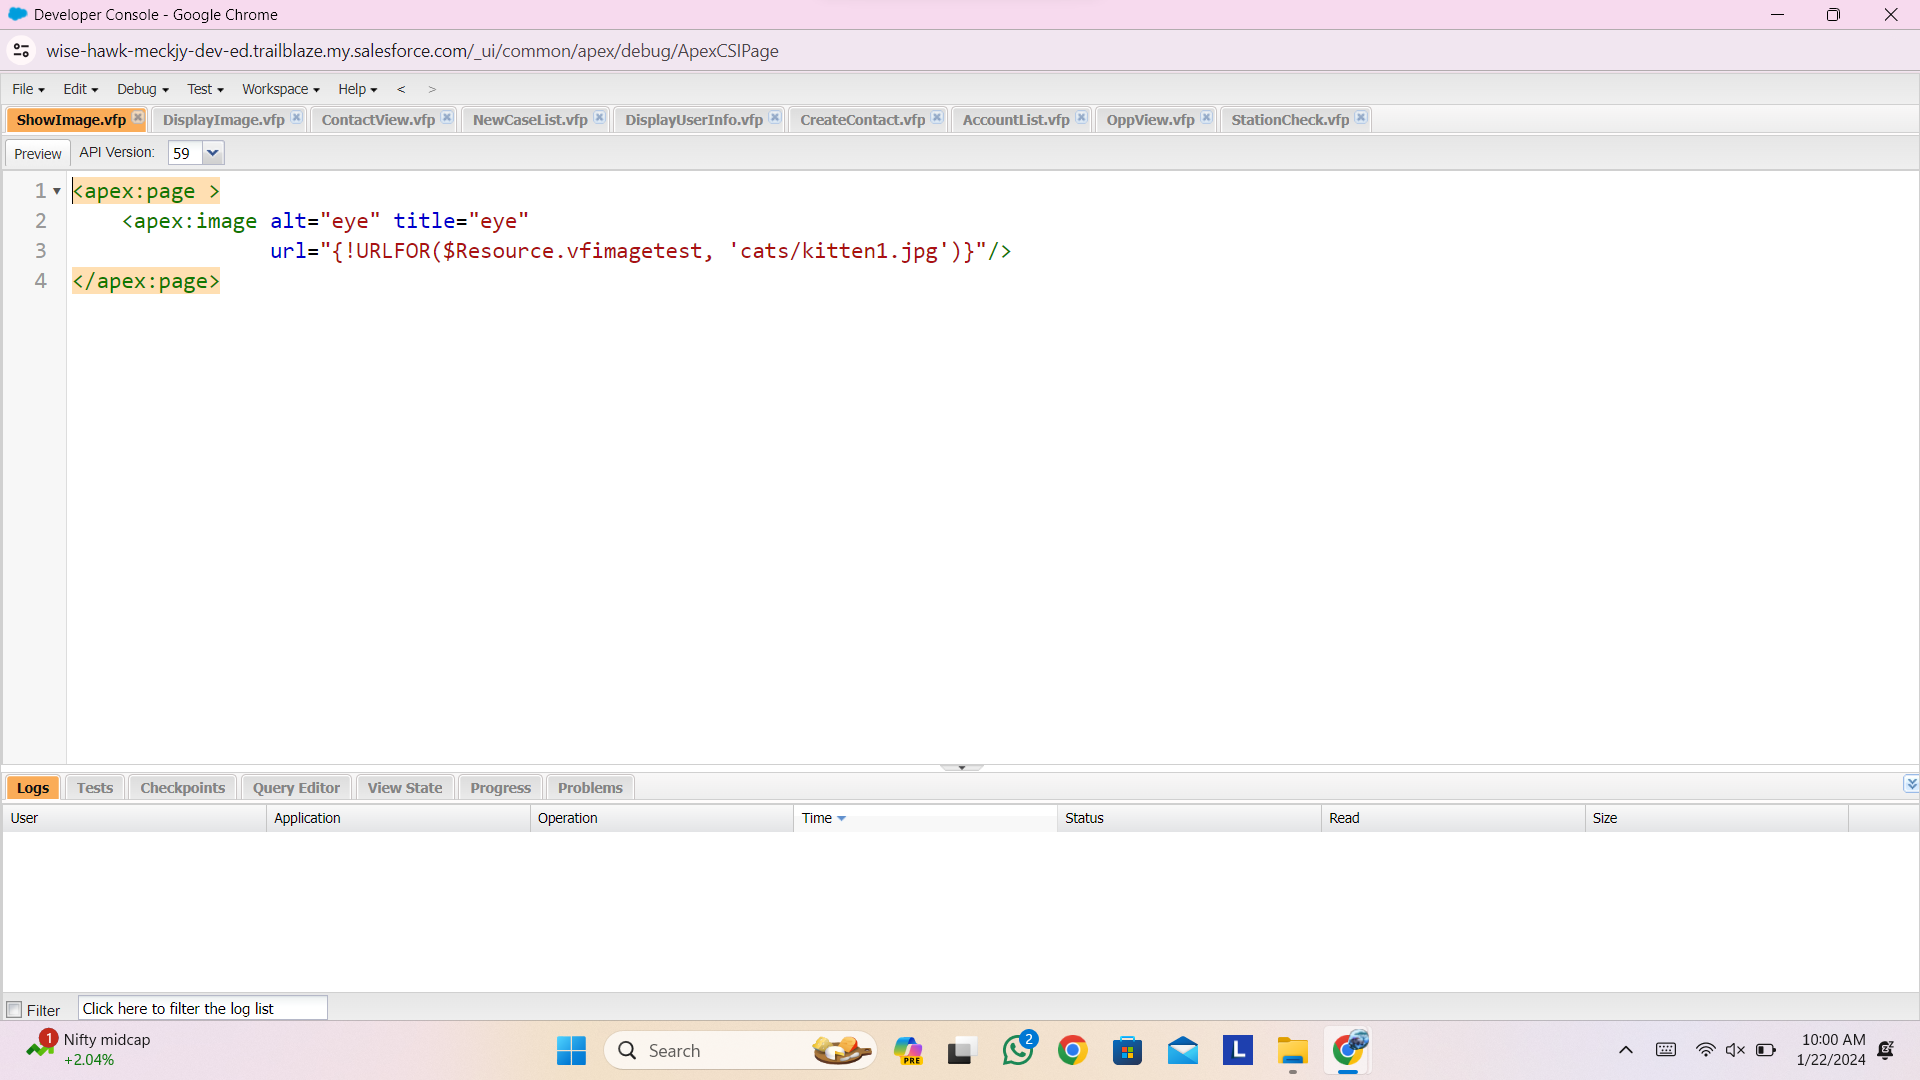 Developer Console - Google Chrome
wise-hawk-meckjy-dev-ed.trailblaze.my.salesforce.com/_ui/common/apex/debug/ApexCSIPage
File Edit Debug Test Workspace Help < >
ShowImage.vfp DisplayImage.vfp ContactView.vfp NewCaseList.vfp DisplayUserInfo.vfp CreateContact.vfp AccountList.vfp OppView.vfp StationCheck.vfp
Preview API Version: 59
1 <apex:page >
2 <apex:image alt="eye" title="eye"
3 url="{!URLFOR($Resource.vfimagetest, 'cats/kitten1.jpg')}"/>
4 </apex:page>
Logs Tests Checkpoints Query Editor View State Progress Problems
User Application Operation Time Status Read Size
Filter Click here to filter the log list
1 Nifty midcap
+2.04%
Search
PRE
2
L
10:00 AM
1/22/2024